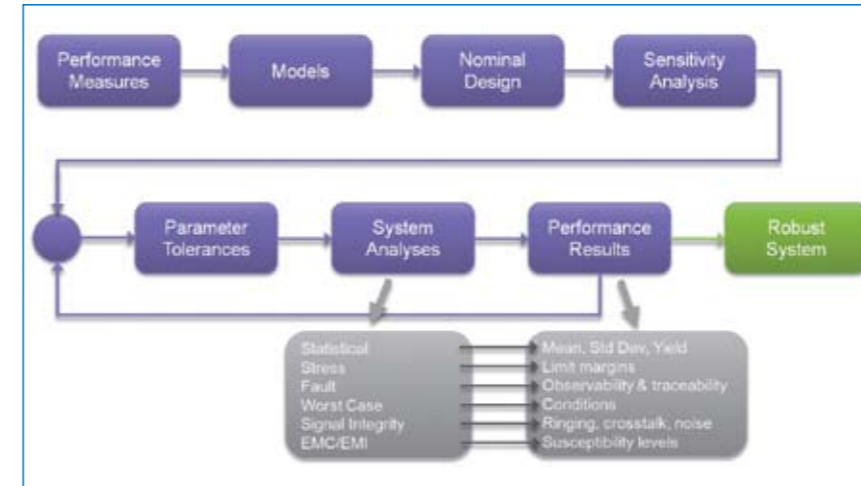 Performance
Measures
Models
Nominal
Design
Sensitivity
Analysis
Parameter
Tolerances
System
Analyses
Performance
Results
Robust
System
Statistical
Stress
Fault
Worst Case
Signal Integrity
EMC/EMI
Mean, Std Dev, Yield
Limit margins
Observability & traceability
Conditions
Ringing, crosstalk, noise
Susceptibility levels